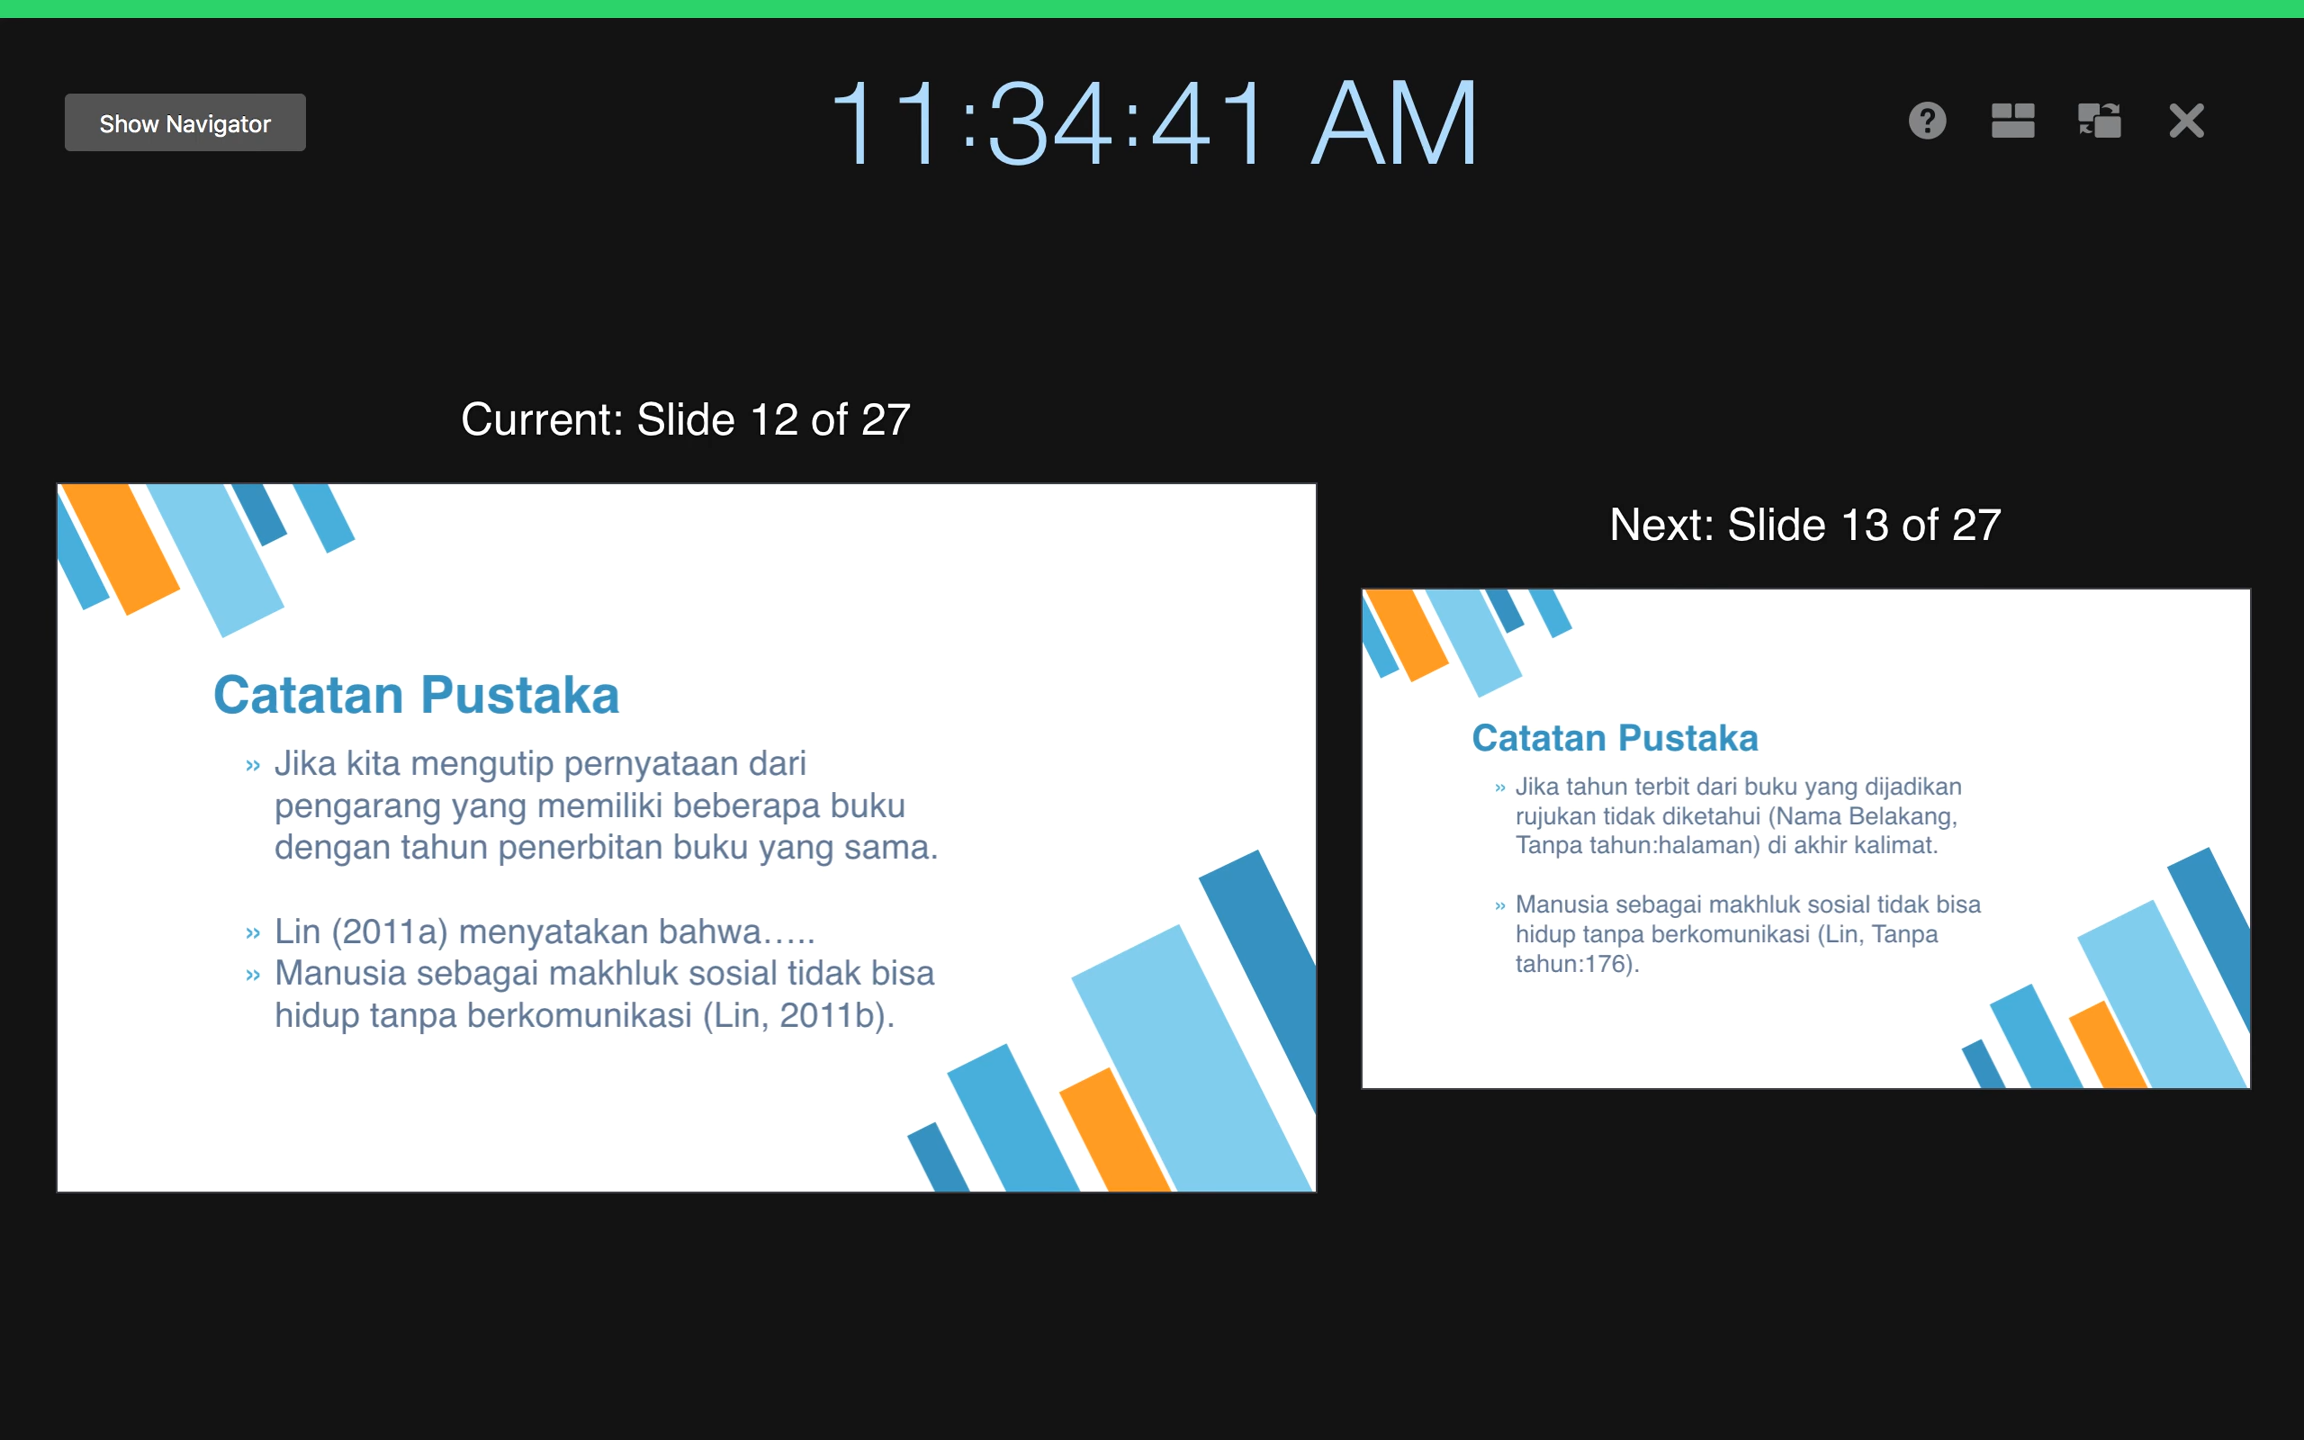 Show Navigator
11:34:41 AM
Current: Slide 12 of 27
Catatan Pustaka
» Jika kita mengutip pernyataan dari
pengarang yang memiliki beberapa buku
dengan tahun penerbitan buku yang sama.
» Lin (2011a) menyatakan bahwa…..
» Manusia sebagai makhluk sosial tidak bisa
hidup tanpa berkomunikasi (Lin, 2011b).
Next: Slide 13 of 27
Catatan Pustaka
» Jika tahun terbit dari buku yang dijadikan
rujukan tidak diketahui (Nama Belakang,
Tanpa tahun:halaman) di akhir kalimat.
» Manusia sebagai makhluk sosial tidak bisa
hidup tanpa berkomunikasi (Lin, Tanpa
tahun:176).